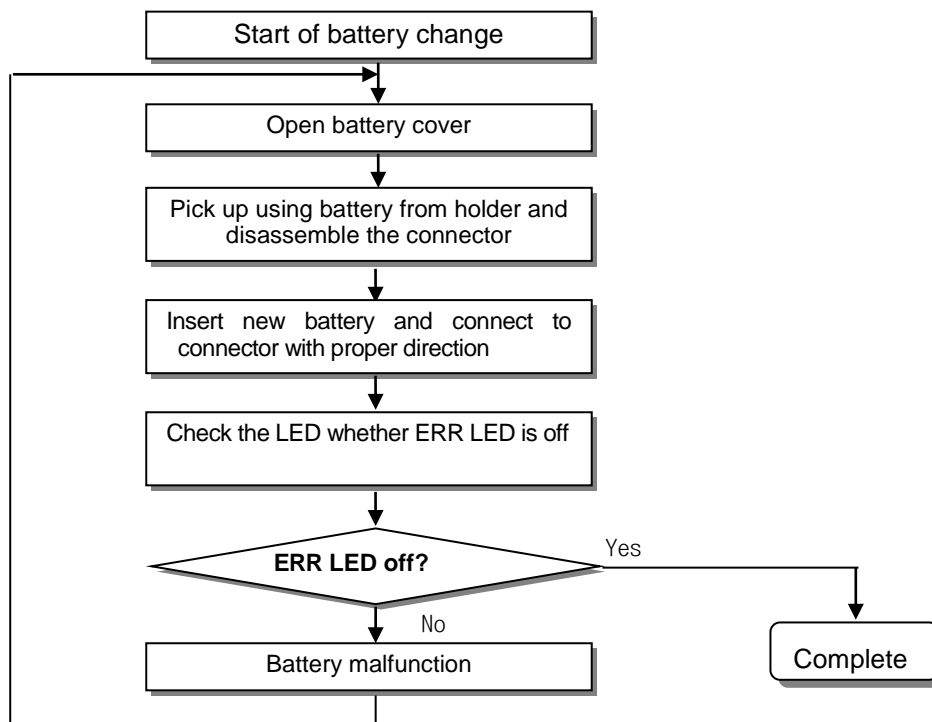 Start of battery change
Open battery cover
Pick up using battery from holder and
disassemble the connector
Insert new battery and connect to
connector with proper direction
Check the LED whether ERR LED is off
ERR LED off?
Yes
No
Battery malfunction
Complete